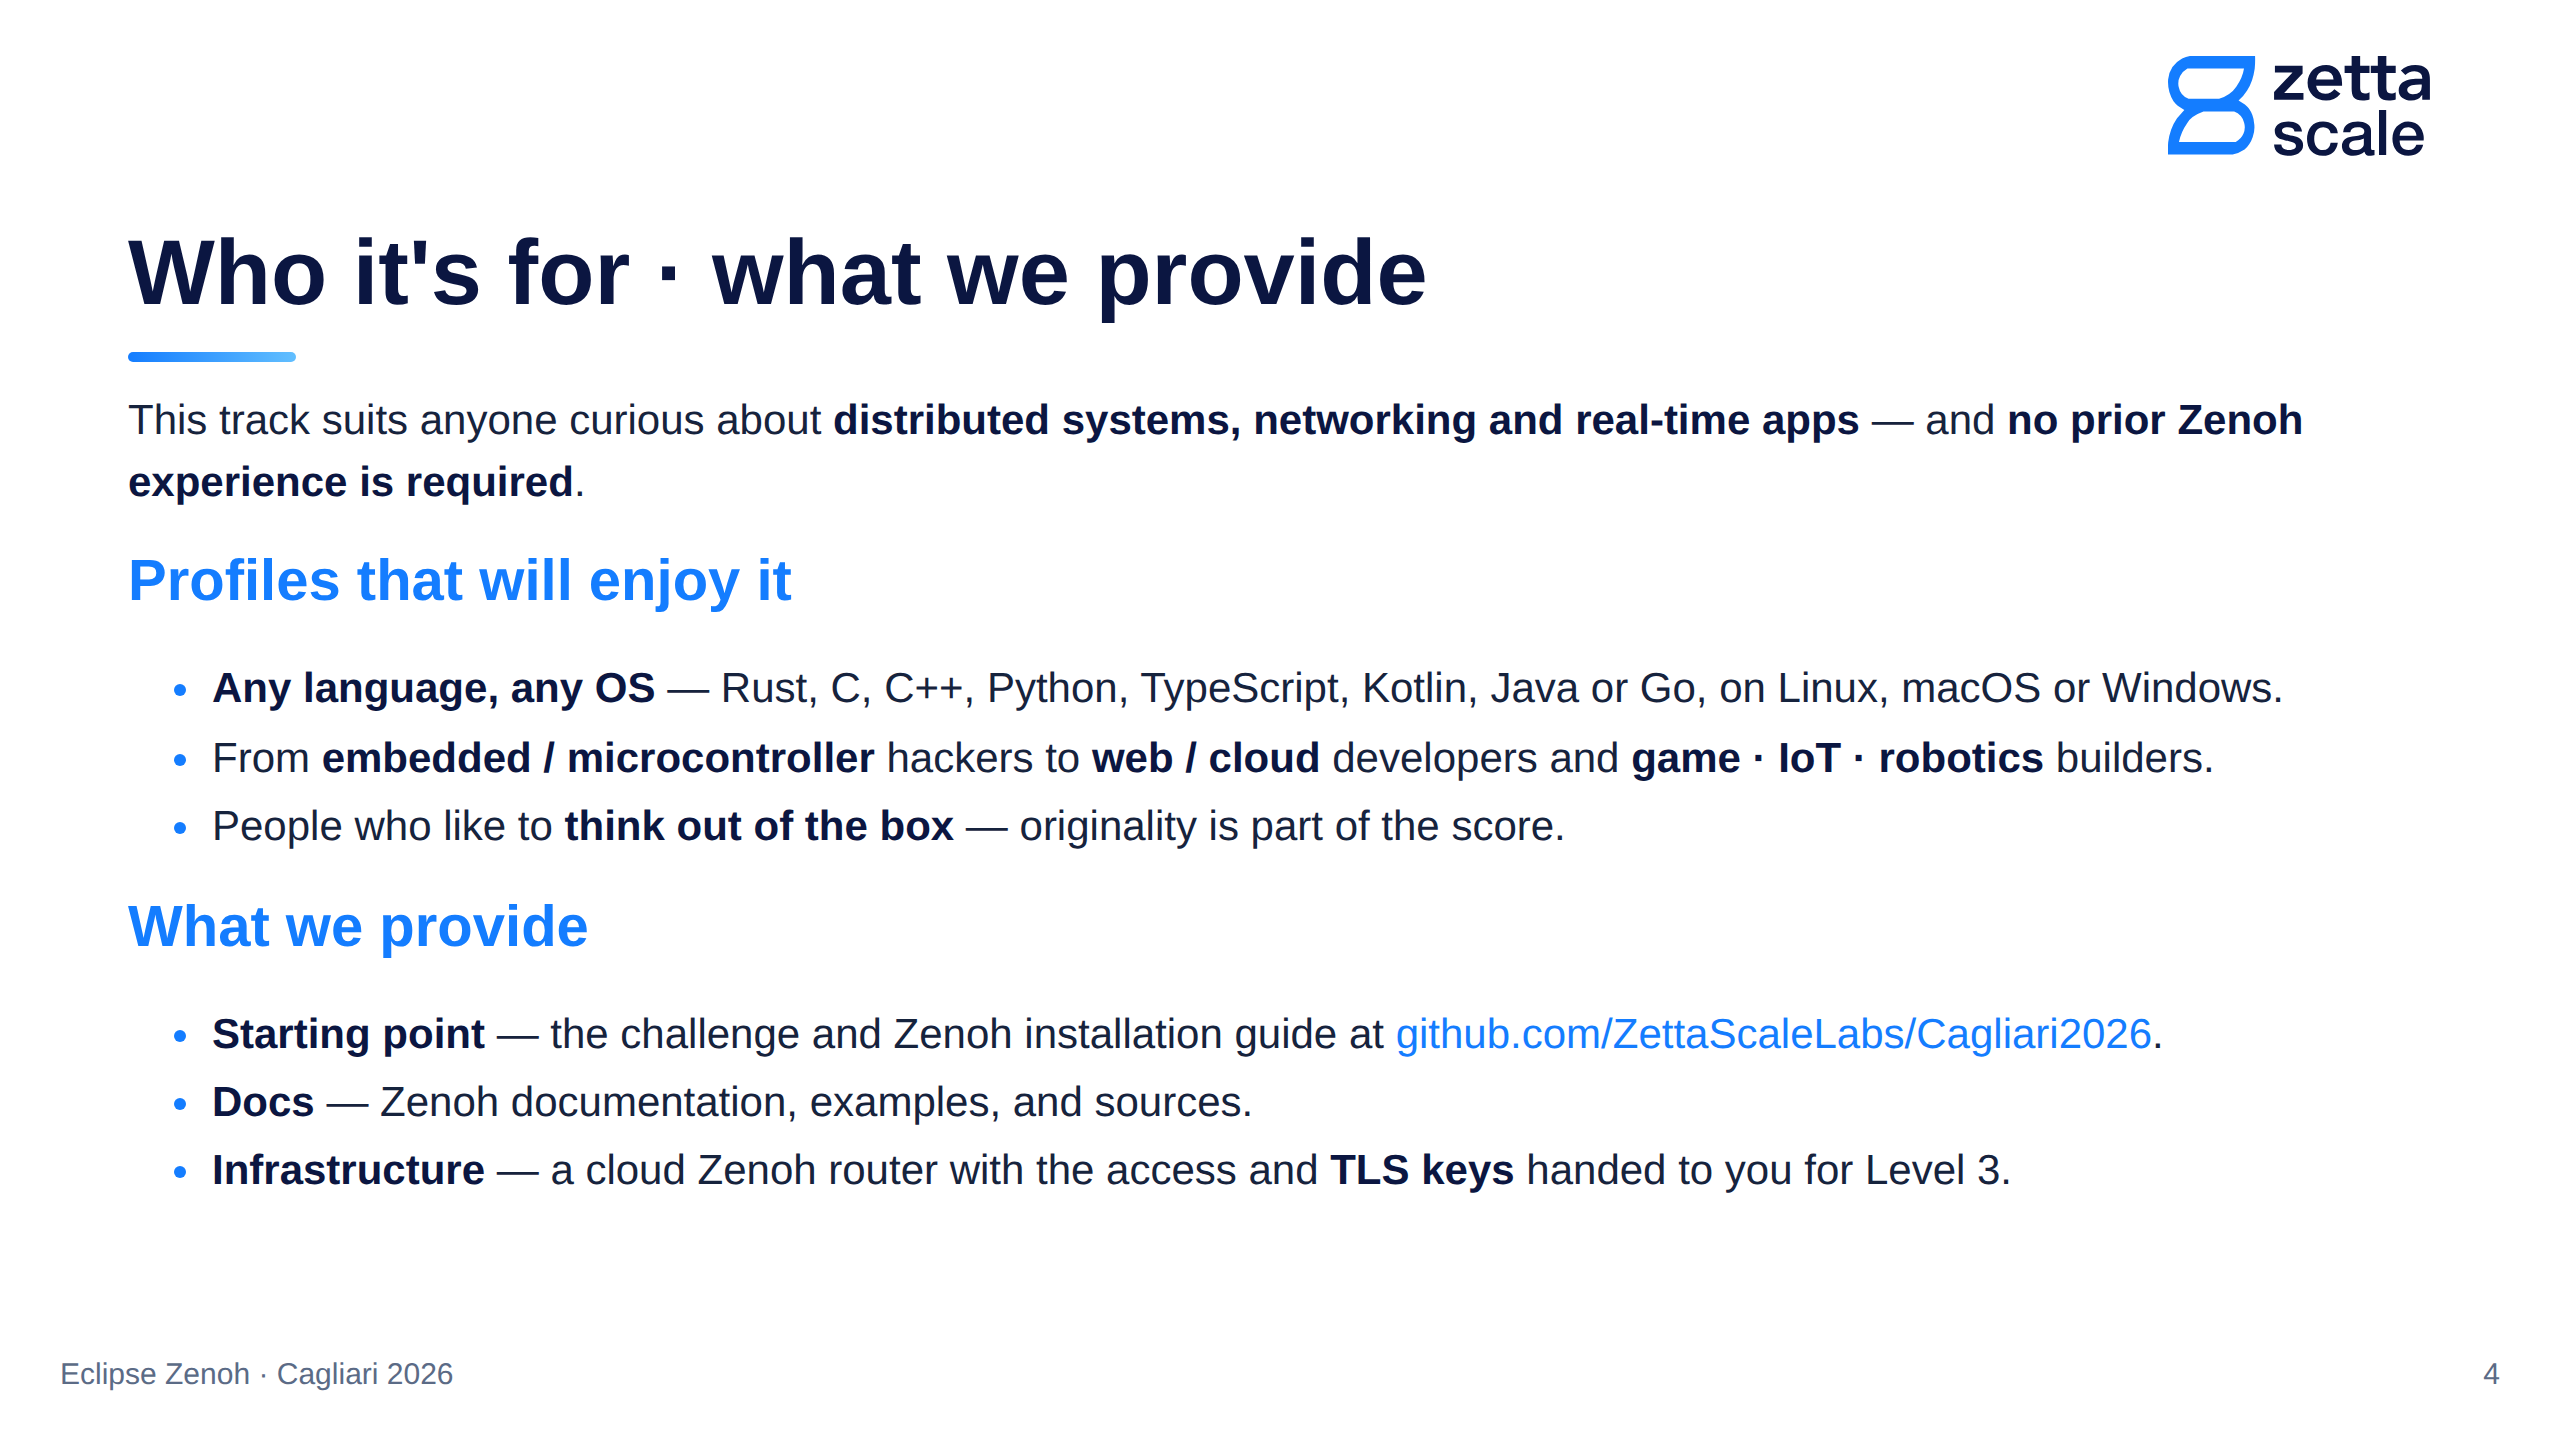 zetta
scale
Who it's for · what we provide
This track suits anyone curious about distributed systems, networking and real-time apps — and no prior Zenoh
experience is required.
Profiles that will enjoy it
• Any language, any OS — Rust, C, C++, Python, TypeScript, Kotlin, Java or Go, on Linux, macOS or Windows.
• From embedded / microcontroller hackers to web / cloud developers and game · IoT · robotics builders.
• People who like to think out of the box — originality is part of the score.
What we provide
• Starting point — the challenge and Zenoh installation guide at github.com/ZettaScaleLabs/Cagliari2026.
• Docs — Zenoh documentation, examples, and sources.
• Infrastructure — a cloud Zenoh router with the access and TLS keys handed to you for Level 3.
Eclipse Zenoh · Cagliari 2026
4